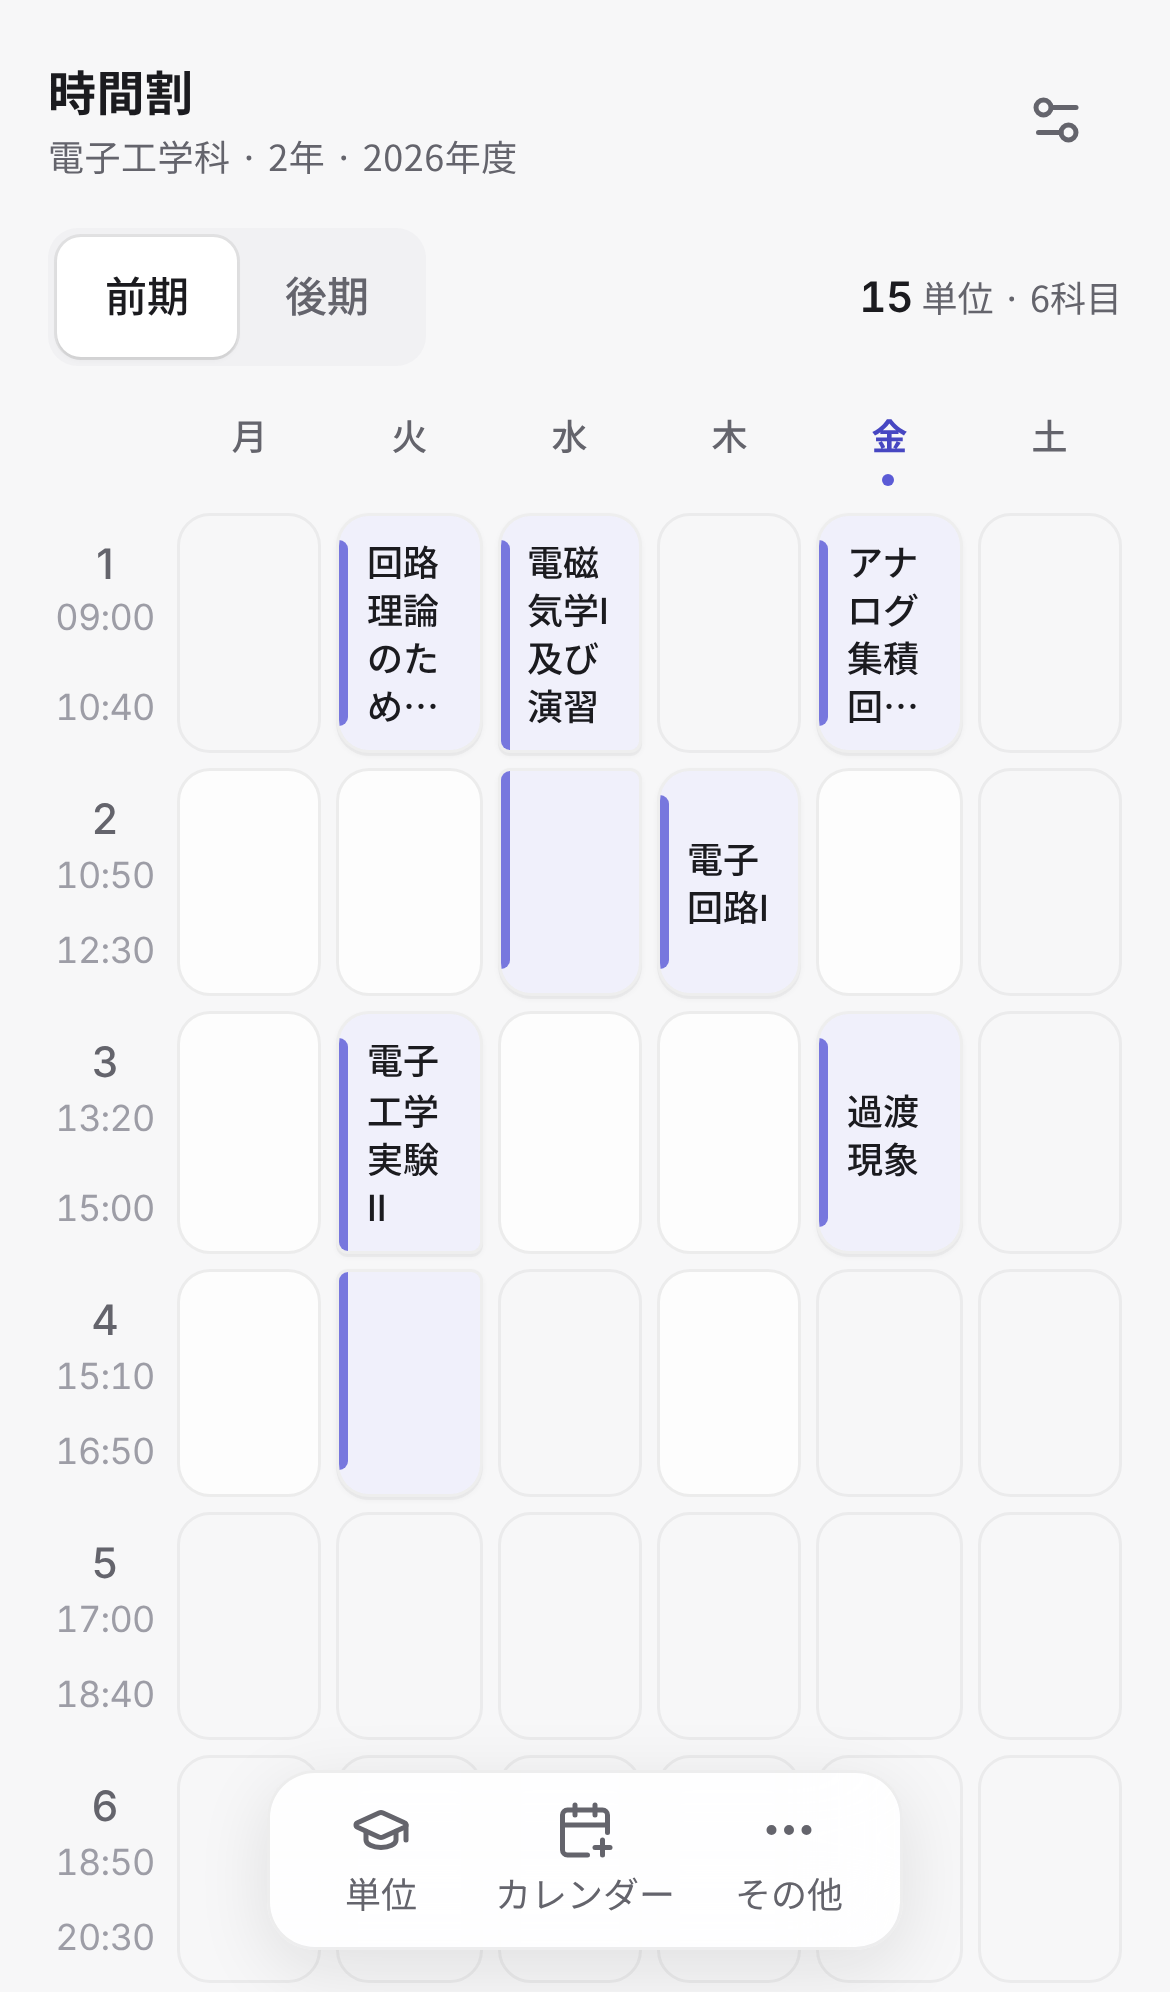 時間割
電子工学科 · 2年 · 2026年度
前期 後期
15 単位 · 6科目
月 火 水 木 金 土
1
09:00
10:40
回路
理論
のた
め…
電磁
気学I
及び
演習
アナ
ログ
集積
回…
2
10:50
12:30
電子
回路I
3
13:20
15:00
電子
工学
実験
II
過渡
現象
4
15:10
16:50
5
17:00
18:40
6
18:50
20:30
単位 カレンダー その他